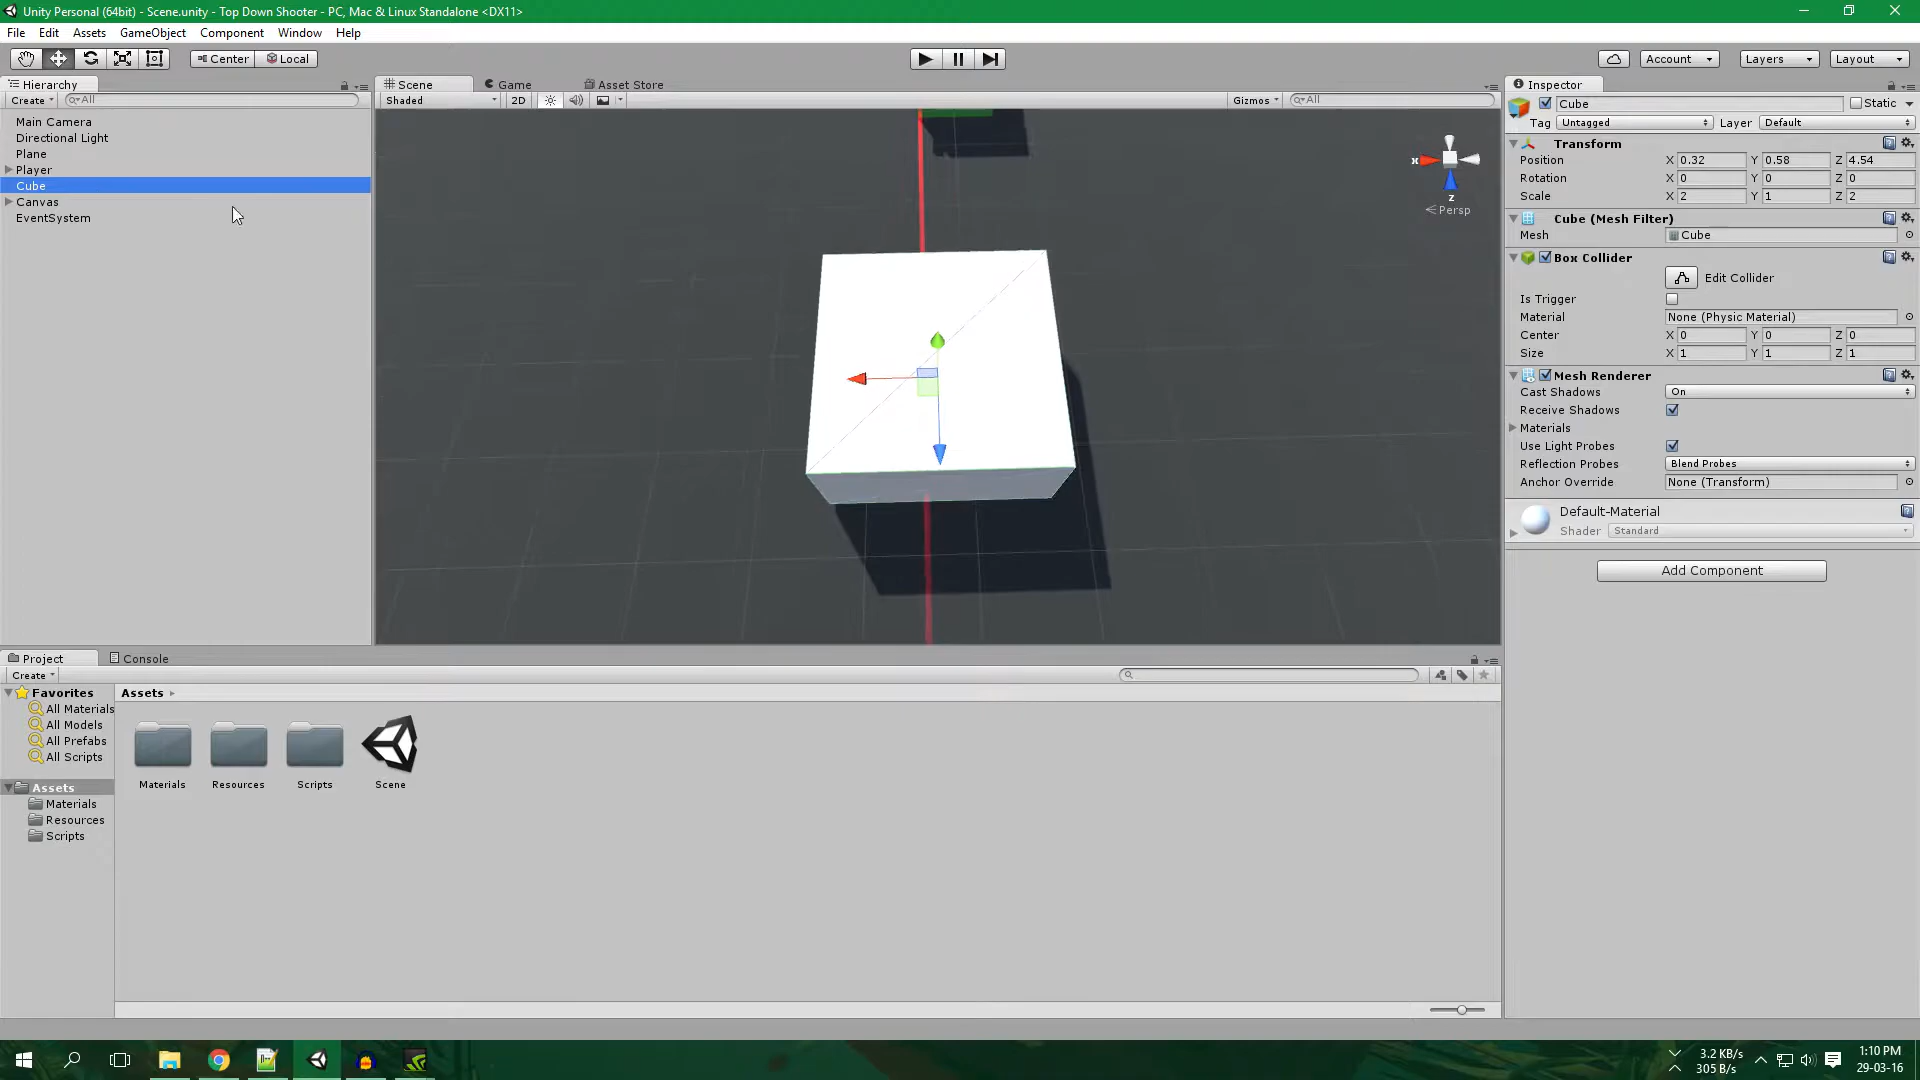 Unity Personal (64bit) - Scene.unity - Top Down Shooter - PC, Mac & Linux Standalone <DX11>
File Edit Assets GameObject Component Window Help
Center Local Account Layers Layout
Hierarchy
Create All
Main Camera
Directional Light
Plane
Player
Cube
Canvas
EventSystem
Scene Game Asset Store
Shaded 2D Gizmos All
x
z
Persp
Inspector
Cube Static
Tag Untagged Layer Default
Transform
Position X 0.32 Y 0.58 Z 4.54
Rotation X 0 Y 0 Z 0
Scale X 2 Y 1 Z 2
Cube (Mesh Filter)
Mesh Cube
Box Collider
Edit Collider
Is Trigger
Material None (Physic Material)
Center X 0 Y 0 Z 0
Size X 1 Y 1 Z 1
Mesh Renderer
Cast Shadows On
Receive Shadows
Materials
Use Light Probes
Reflection Probes Blend Probes
Anchor Override None (Transform)
Default-Material
Shader Standard
Add Component
Project Console
Create
Favorites
All Materials
All Models
All Prefabs
All Scripts
Assets
Materials
Resources
Scripts
Assets
Materials Resources Scripts Scene
3.2 KB/s
305 B/s
1:10 PM
29-03-16